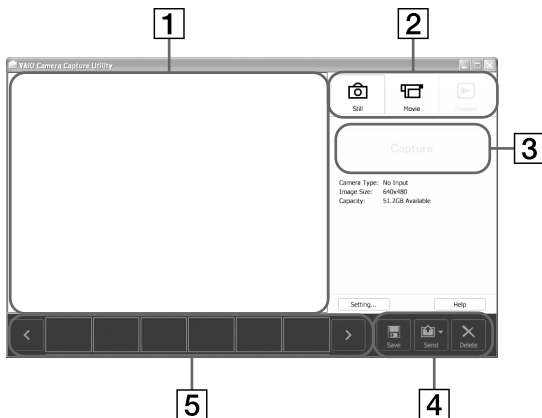 1
2
VAIO Camera Capture Utility
Still
Movie
Preview
Capture
3
Camera Type: No Input
Image Size: 640x480
Capacity: 51.2GB Available
Setting...
Help
Save
Send
Delete
5
4